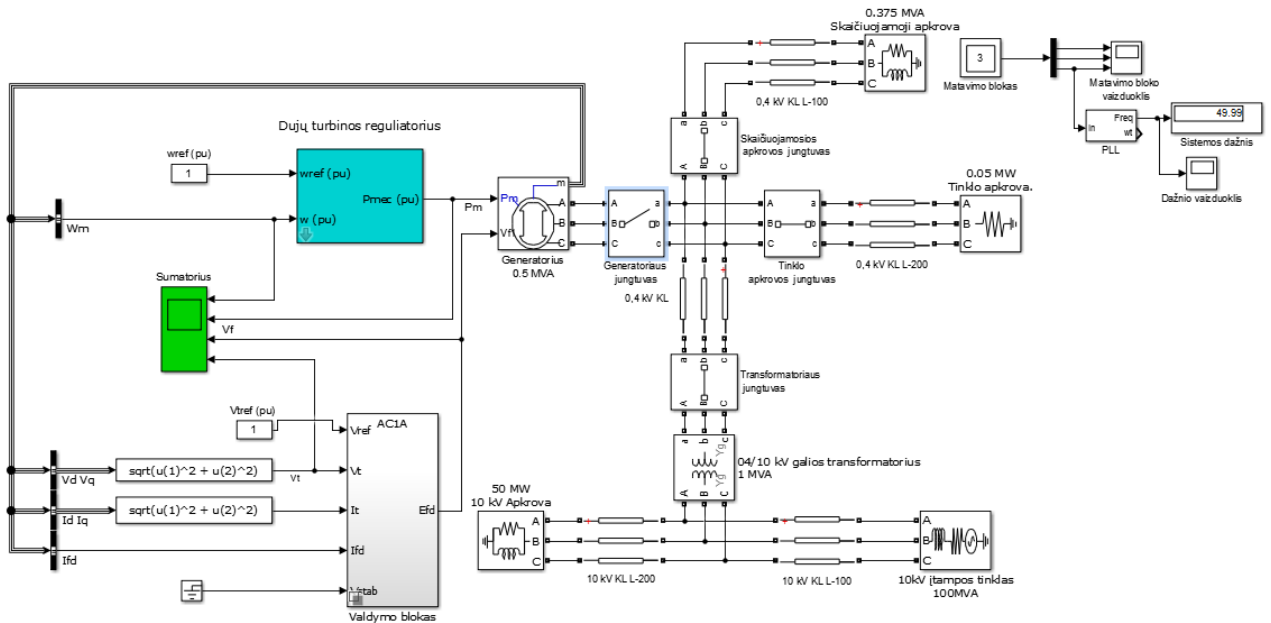 0.375 MVA
Skaičiuojamoji apkrova
A
B
C
0,4 kV KL L-100
3
Matavimo blokas
Matavimo bloko
vaizduoklis
In
Freq
wt
PLL
49.99
Sistemos dažnis
Dažnio vaizduoklis
Dujų turbinos reguliatorius
wref (pu)
1
wref (pu)
w (pu)
Pmec (pu)
Wm
Pm
Pm
Vf
m
A
B
C
Generatorius
0.5 MVA
A
B
C
a
b
c
Generatoriaus
jungtuvas
a
b
c
A
B
C
Skaičiuojamosios
apkrovos jungtuvas
A
B
C
a
b
c
Tinklo
apkrovos jungtuvas
0,4 kV KL L-200
0.05 MW
Tinklo apkrova.
A
B
C
0,4 kV KL
Sumatorius
Vf
a
b
c
A
B
C
Transformatoriaus
jungtuvas
Vtref (pu)
1
AC1A
Vref
Vt
It
Ifd
Vstab
Efd
Valdymo blokas
sqrt(u(1)^2 + u(2)^2)
Vd Vq
Vt
sqrt(u(1)^2 + u(2)^2)
Id Iq
Ifd
a
b
c
Yg
Yg
A
B
C
04/10 kV galios transformatorius
1 MVA
50 MW
10 kV Apkrova
A
B
C
10 kV KL L-200
10 kV KL L-100
A
B
C
10kV įtampos tinklas
100MVA